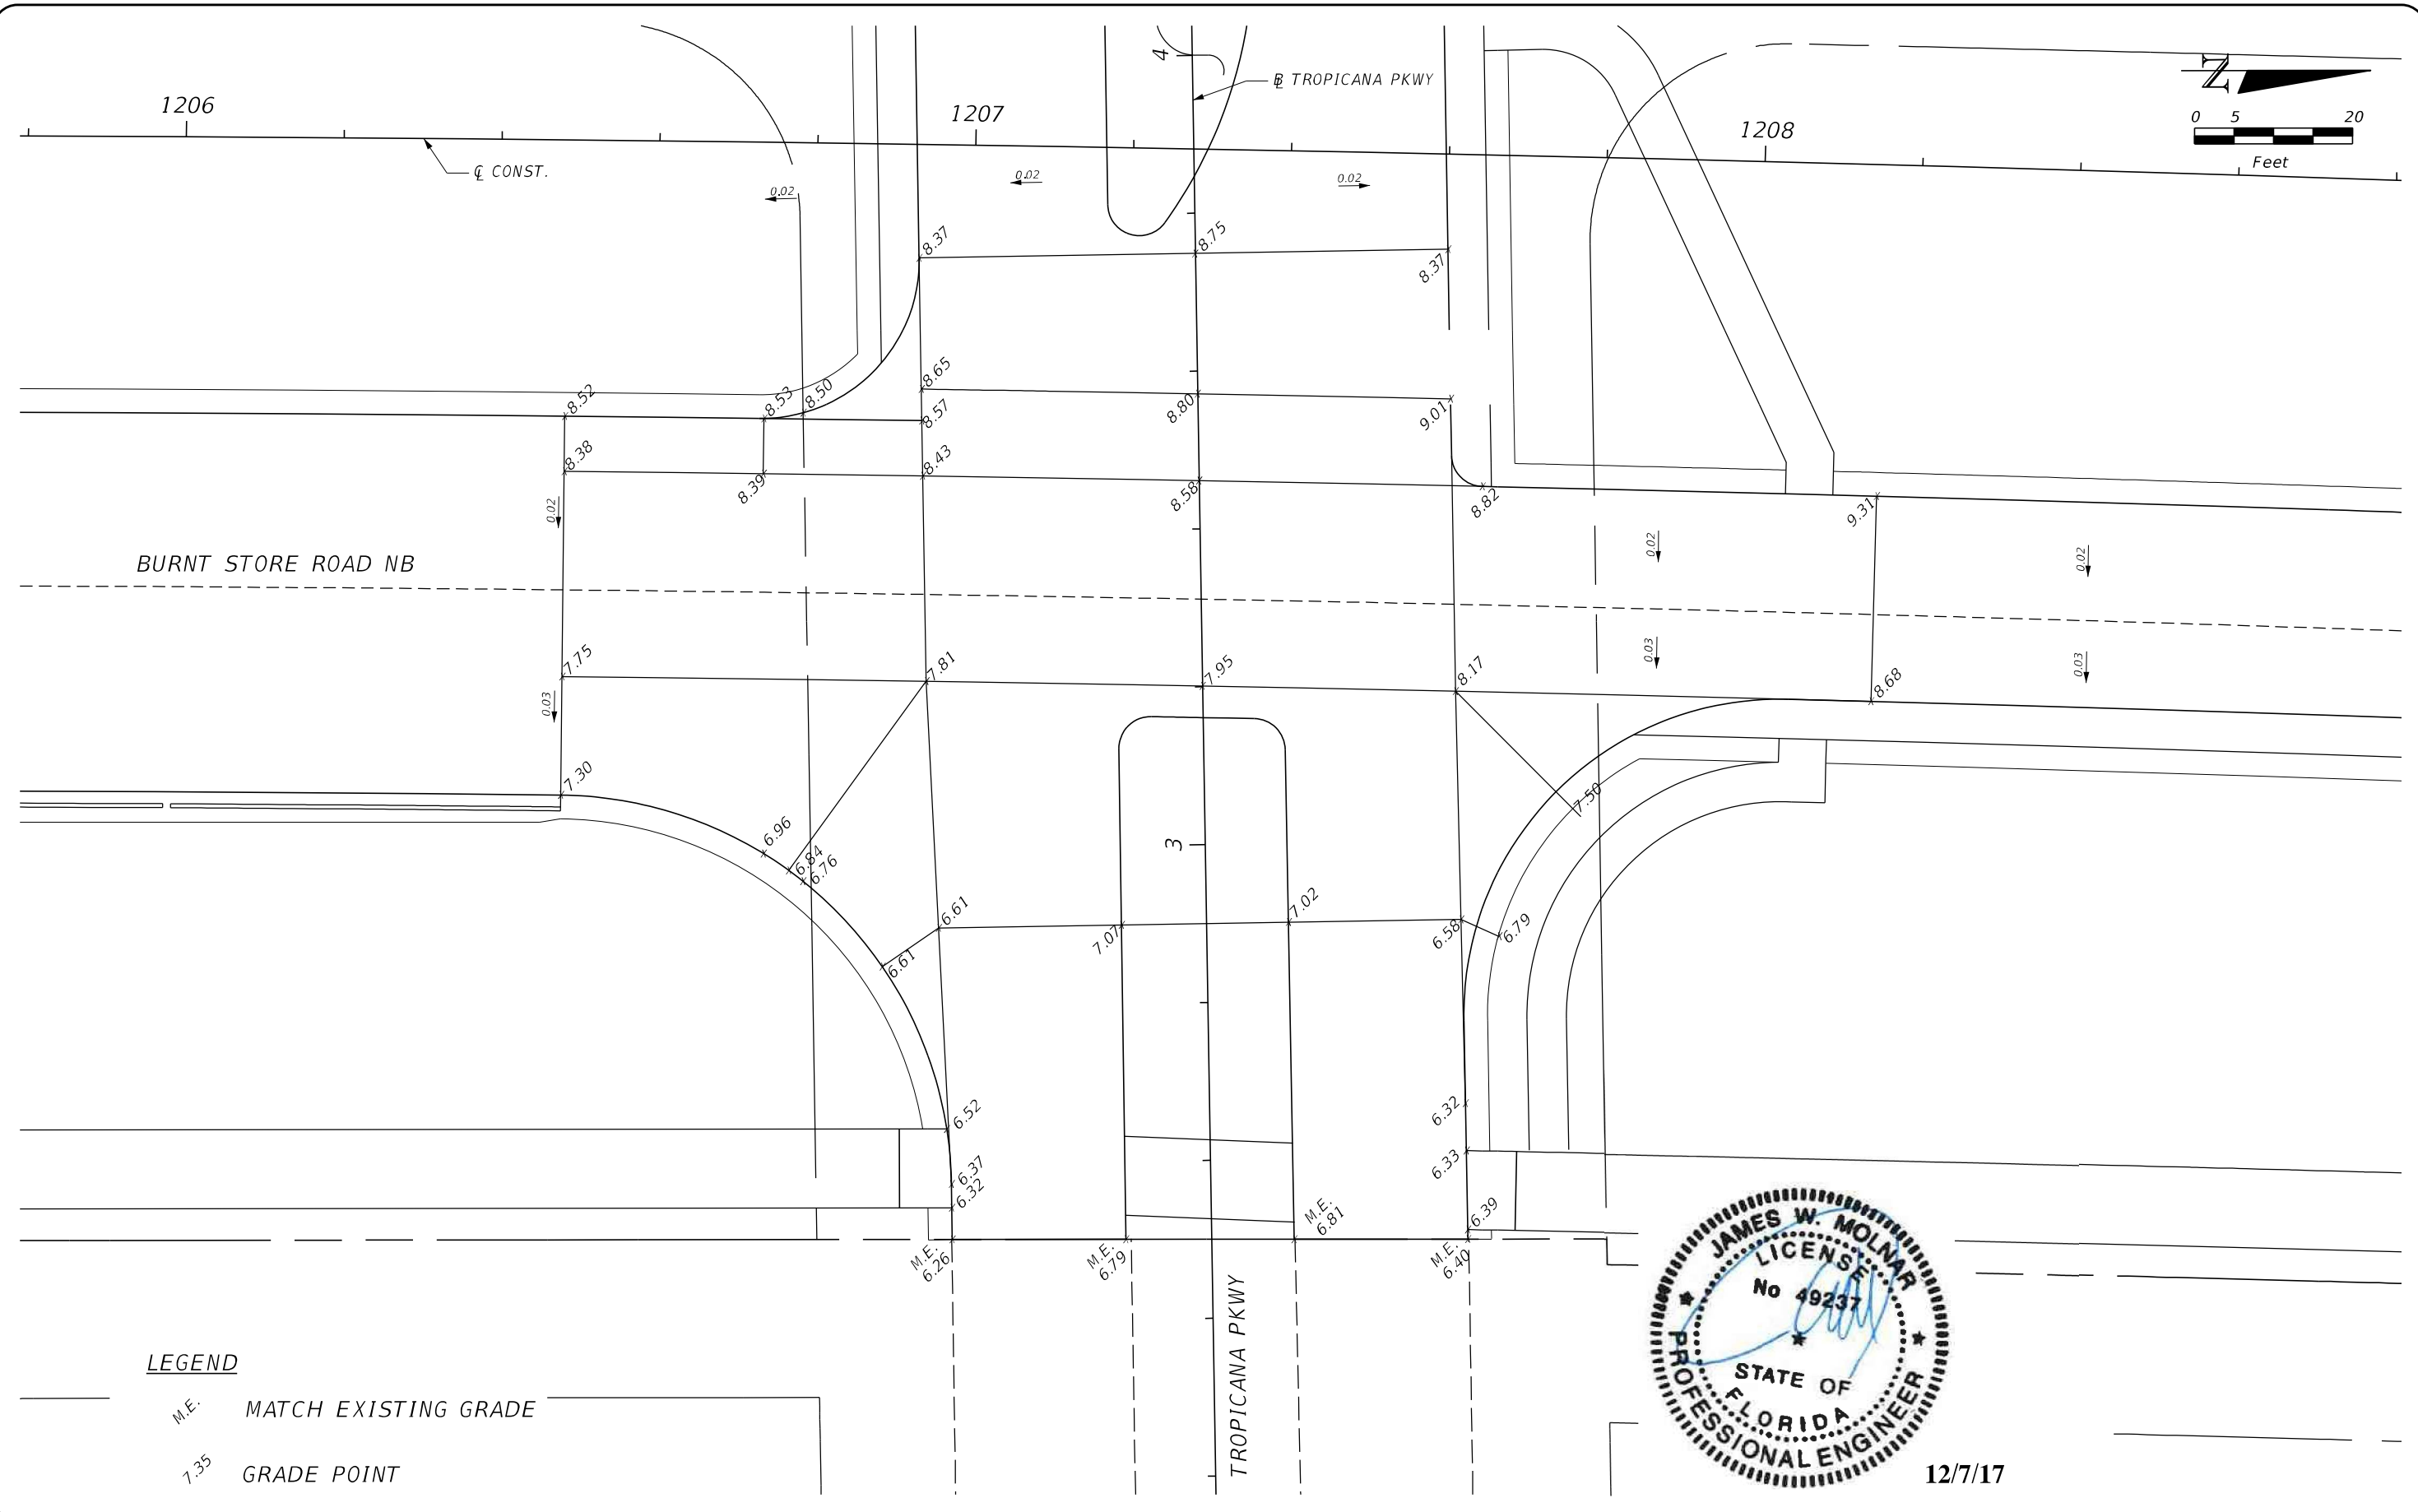 4
℄ TROPICANA PKWY
1206
1207
1208
N
0 5 20
Feet
℄ CONST.
0.02
0.02
0.02
8.37
8.75
8.37
8.52
8.53
8.50
8.65
8.57
8.80
9.01
8.38
8.39
8.43
8.58
8.82
9.31
0.02
0.02
0.02
BURNT STORE ROAD NB
7.75
7.81
7.95
8.17
8.68
0.03
0.03
0.03
7.30
6.96
6.84
6.76
3
7.50
6.61
6.61
7.07
7.02
6.58
6.79
6.52
6.37
6.32
6.32
6.33
6.39
M.E.
6.26
M.E.
6.79
M.E.
6.81
M.E.
6.40
TROPICANA PKWY
LEGEND
M.E. MATCH EXISTING GRADE
7.35 GRADE POINT
JAMES W. MOLNAR
LICENSE
No 49237
STATE OF
FLORIDA
PROFESSIONAL ENGINEER
12/7/17